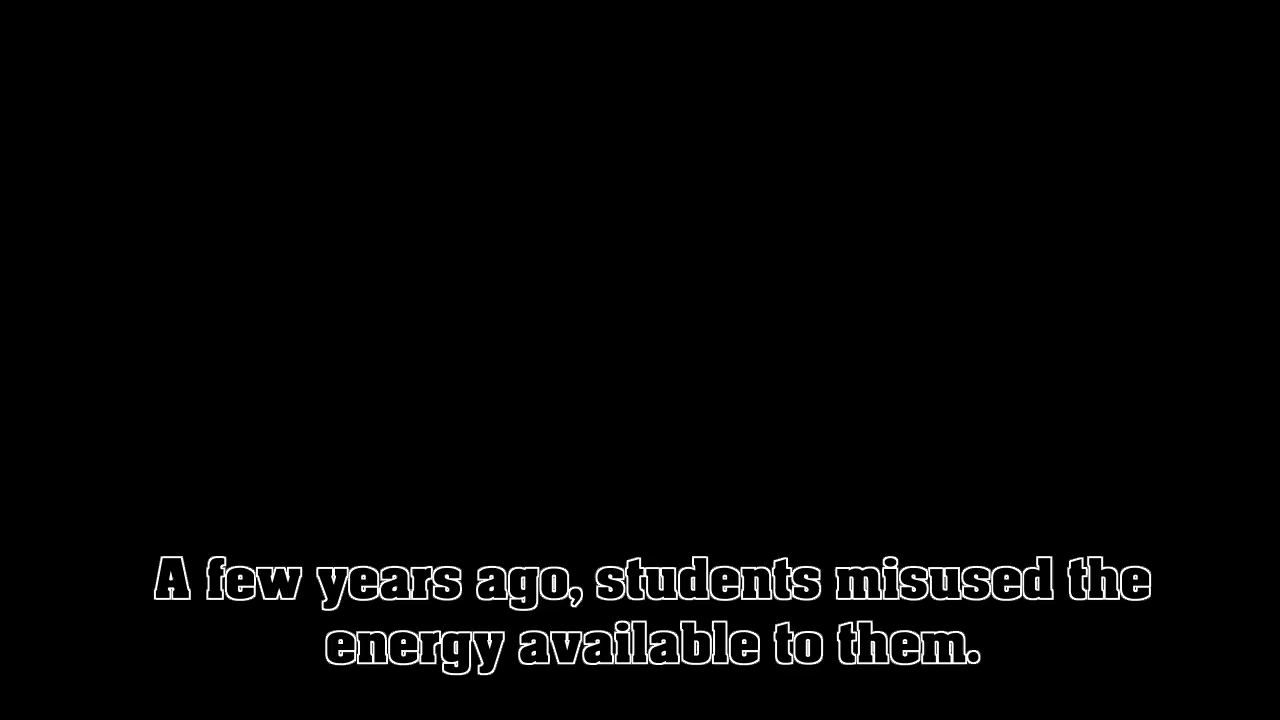 A few years ago, students misused the
energy available to them.